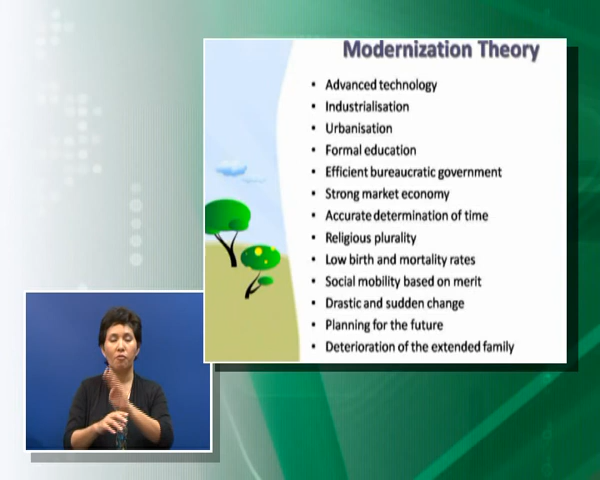 Modernization Theory
• Advanced technology
• Industrialisation
• Urbanisation
• Formal education
• Efficient bureaucratic government
• Strong market economy
• Accurate determination of time
• Religious plurality
• Low birth and mortality rates
• Social mobility based on merit
• Drastic and sudden change
• Planning for the future
• Deterioration of the extended family